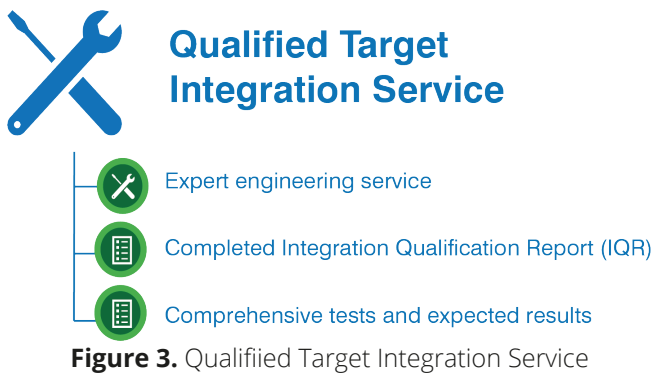 Qualified Target
Integration Service
Expert engineering service
Completed Integration Qualification Report (IQR)
Comprehensive tests and expected results
Figure 3. Qualifiied Target Integration Service